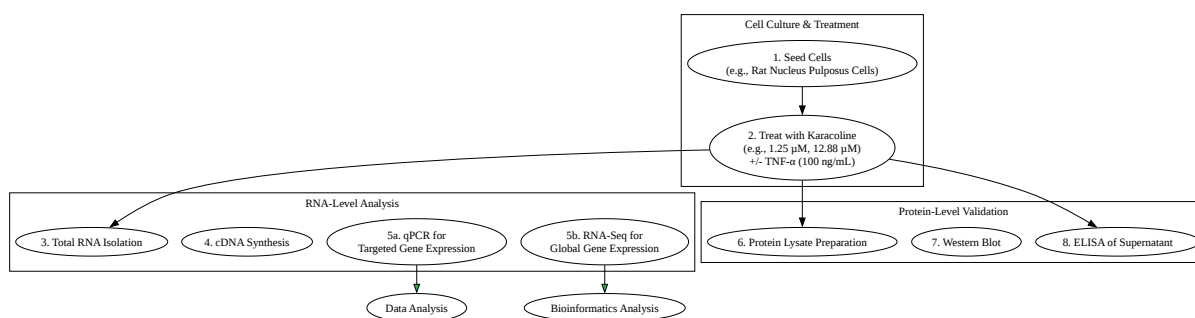 Cell Culture & Treatment
1. Seed Cells
(e.g., Rat Nucleus Pulposus Cells)
2. Treat with Karacoline
(e.g., 1.25 µM, 12.88 µM)
+/- TNF-α (100 ng/mL)
RNA-Level Analysis
3. Total RNA Isolation
4. cDNA Synthesis
5a. qPCR for
Targeted Gene Expression
5b. RNA-Seq for
Global Gene Expression
Data Analysis
Bioinformatics Analysis
Protein-Level Validation
6. Protein Lysate Preparation
7. Western Blot
8. ELISA of Supernatant